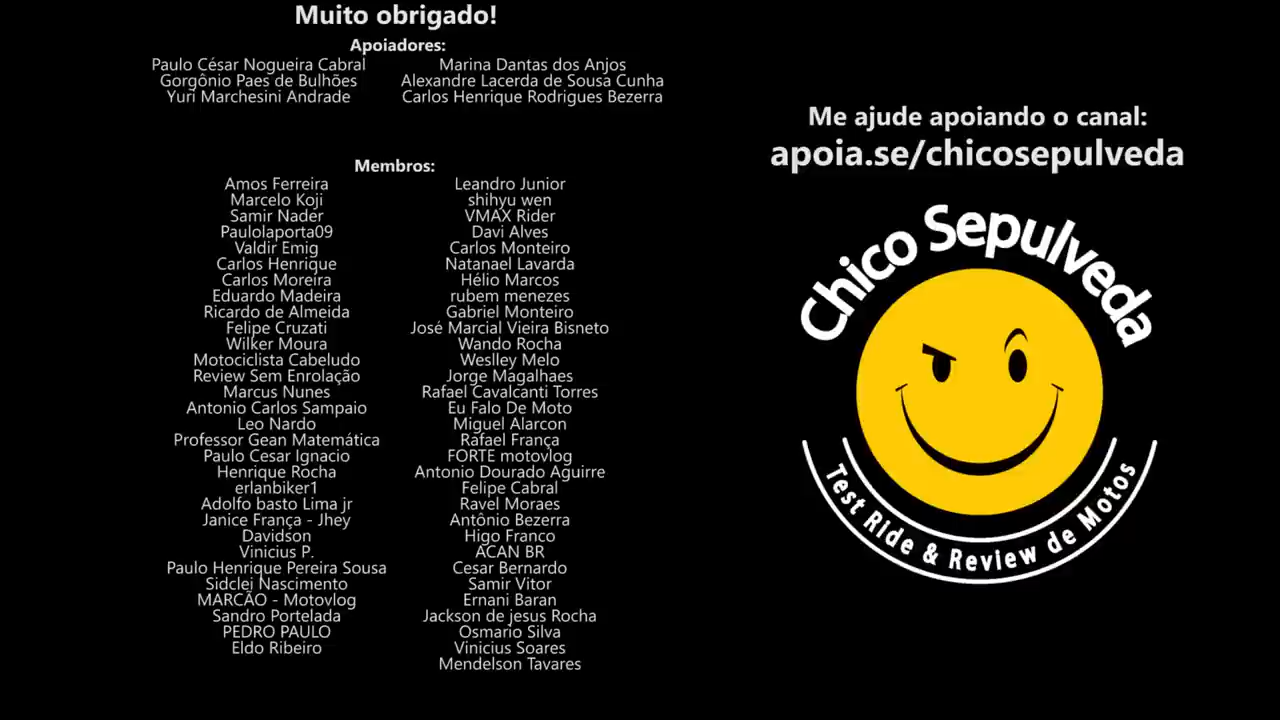 Muito obrigado!
Apoiadores:
Paulo César Nogueira Cabral
Gorgônio Paes de Bulhões
Yuri Marchesini Andrade
Marina Dantas dos Anjos
Alexandre Lacerda de Sousa Cunha
Carlos Henrique Rodrigues Bezerra
Membros:
Amos Ferreira
Marcelo Koji
Samir Nader
Paulolaporta09
Valdir Emig
Carlos Henrique
Carlos Moreira
Eduardo Madeira
Ricardo de Almeida
Felipe Cruzati
Wilker Moura
Motociclista Cabeludo
Review Sem Enrolação
Marcus Nunes
Antonio Carlos Sampaio
Leo Nardo
Professor Gean Matemática
Paulo Cesar Ignacio
Henrique Rocha
erlanbiker1
Adolfo basto Lima jr
Janice França - Jhey
Davidson
Vinicius P.
Paulo Henrique Pereira Sousa
Sidclei Nascimento
MARCÃO - Motovlog
Sandro Portelada
PEDRO PAULO
Eldo Ribeiro
Leandro Junior
shihyu wen
VMAX Rider
Davi Alves
Carlos Monteiro
Natanael Lavarda
Hélio Marcos
rubem menezes
Gabriel Monteiro
José Marcial Vieira Bisneto
Wando Rocha
Weslley Melo
Jorge Magalhaes
Rafael Cavalcanti Torres
Eu Falo De Moto
Miguel Alarcon
Rafael França
FORTE motovlog
Antonio Dourado Aguirre
Felipe Cabral
Ravel Moraes
Antônio Bezerra
Higo Franco
ACAN BR
Cesar Bernardo
Samir Vitor
Ernani Baran
Jackson de jesus Rocha
Osmario Silva
Vinicius Soares
Mendelson Tavares
Me ajude apoiando o canal:
apoia.se/chicosepulveda
Chico Sepulveda
Test Ride & Review de Motos